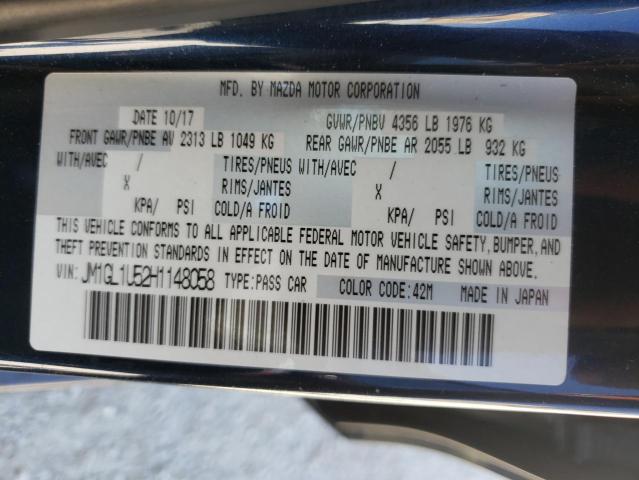 MFD. BY MAZDA MOTOR CORPORATION
DATE 10/17 GVWR/PNBV 4356 LB 1976 KG
FRONT GAWR/PNBE AV 2313 LB 1049 KG REAR GAWR/PNBE AR 2055 LB 932 KG
WITH/AVEC / TIRES/PNEUS WITH/AVEC / TIRES/PNEUS
X RIMS/JANTES X RIMS/JANTES
KPA/ PSI COLD/A FROID KPA/ PSI COLD/A FROID
THIS VEHICLE CONFORMS TO ALL APPLICABLE FEDERAL MOTOR VEHICLE SAFETY, BUMPER, AND
THEFT PREVENTION STANDARDS IN EFFECT ON THE DATE OF MANUFACTURE SHOWN ABOVE.
VIN: JM1GL1U52H1148058 TYPE:PASS CAR COLOR CODE:42M MADE IN JAPAN